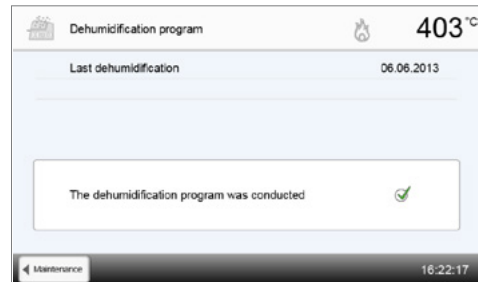 Dehumidification program 403 °C
Last dehumidification 06.06.2013
The dehumidification program was conducted
Maintenance 16:22:17